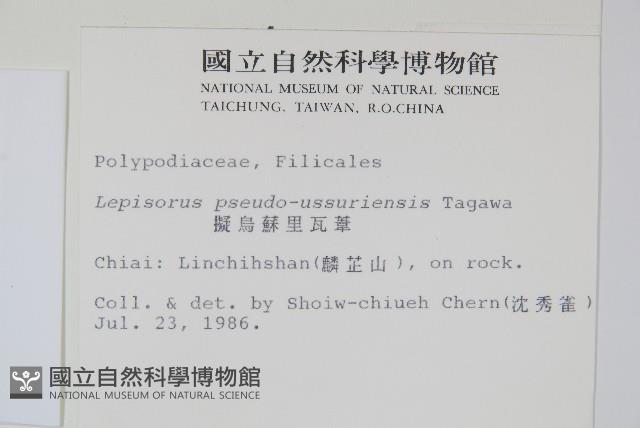 國立自然科學博物館
NATIONAL MUSEUM OF NATURAL SCIENCE
TAICHUNG, TAIWAN, R.O.CHINA
Polypodiaceae, Filicales
Lepisorus pseudo-ussuriensis Tagawa
擬烏蘇里瓦葦
Chiai: Linchihshan(麟芷山), on rock.
Coll. & det. by Shoiw-chiueh Chern(沈秀雀)
Jul. 23, 1986.
國立自然科學博物館
NATIONAL MUSEUM OF NATURAL SCIENCE